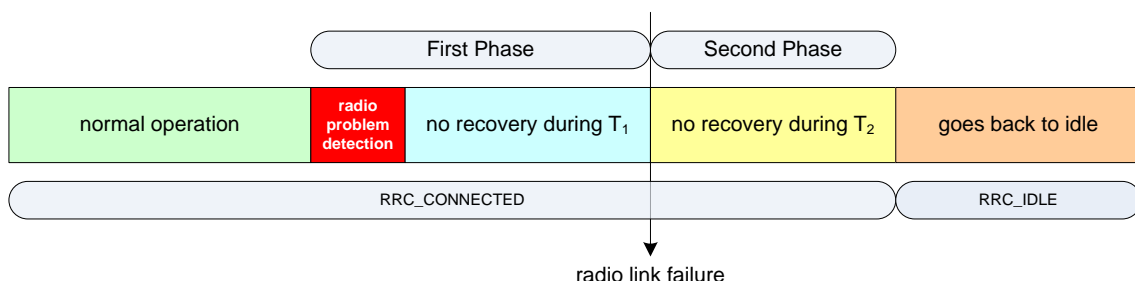 First Phase
Second Phase
normal operation
radio
problem
detection
no recovery during T₁
no recovery during T₂
goes back to idle
RRC_CONNECTED
RRC_IDLE
radio link failure